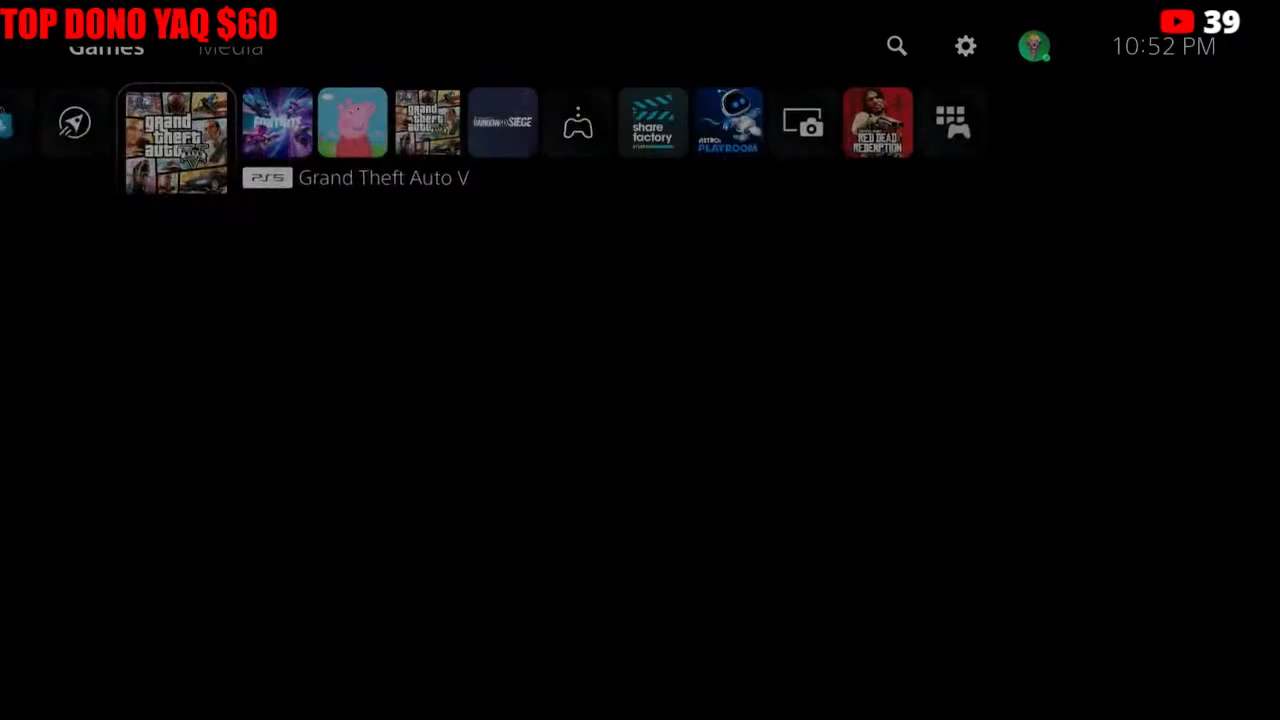 TOP DONO YAQ $60
39
Games
Media
10:52 PM
grand
theft
auto
V
FORTNITE
grand
theft
auto
RAINBOW SIX SIEGE
share
factory
ASTRO's
PLAYROOM
RED DEAD
REDEMPTION
PS5 Grand Theft Auto V